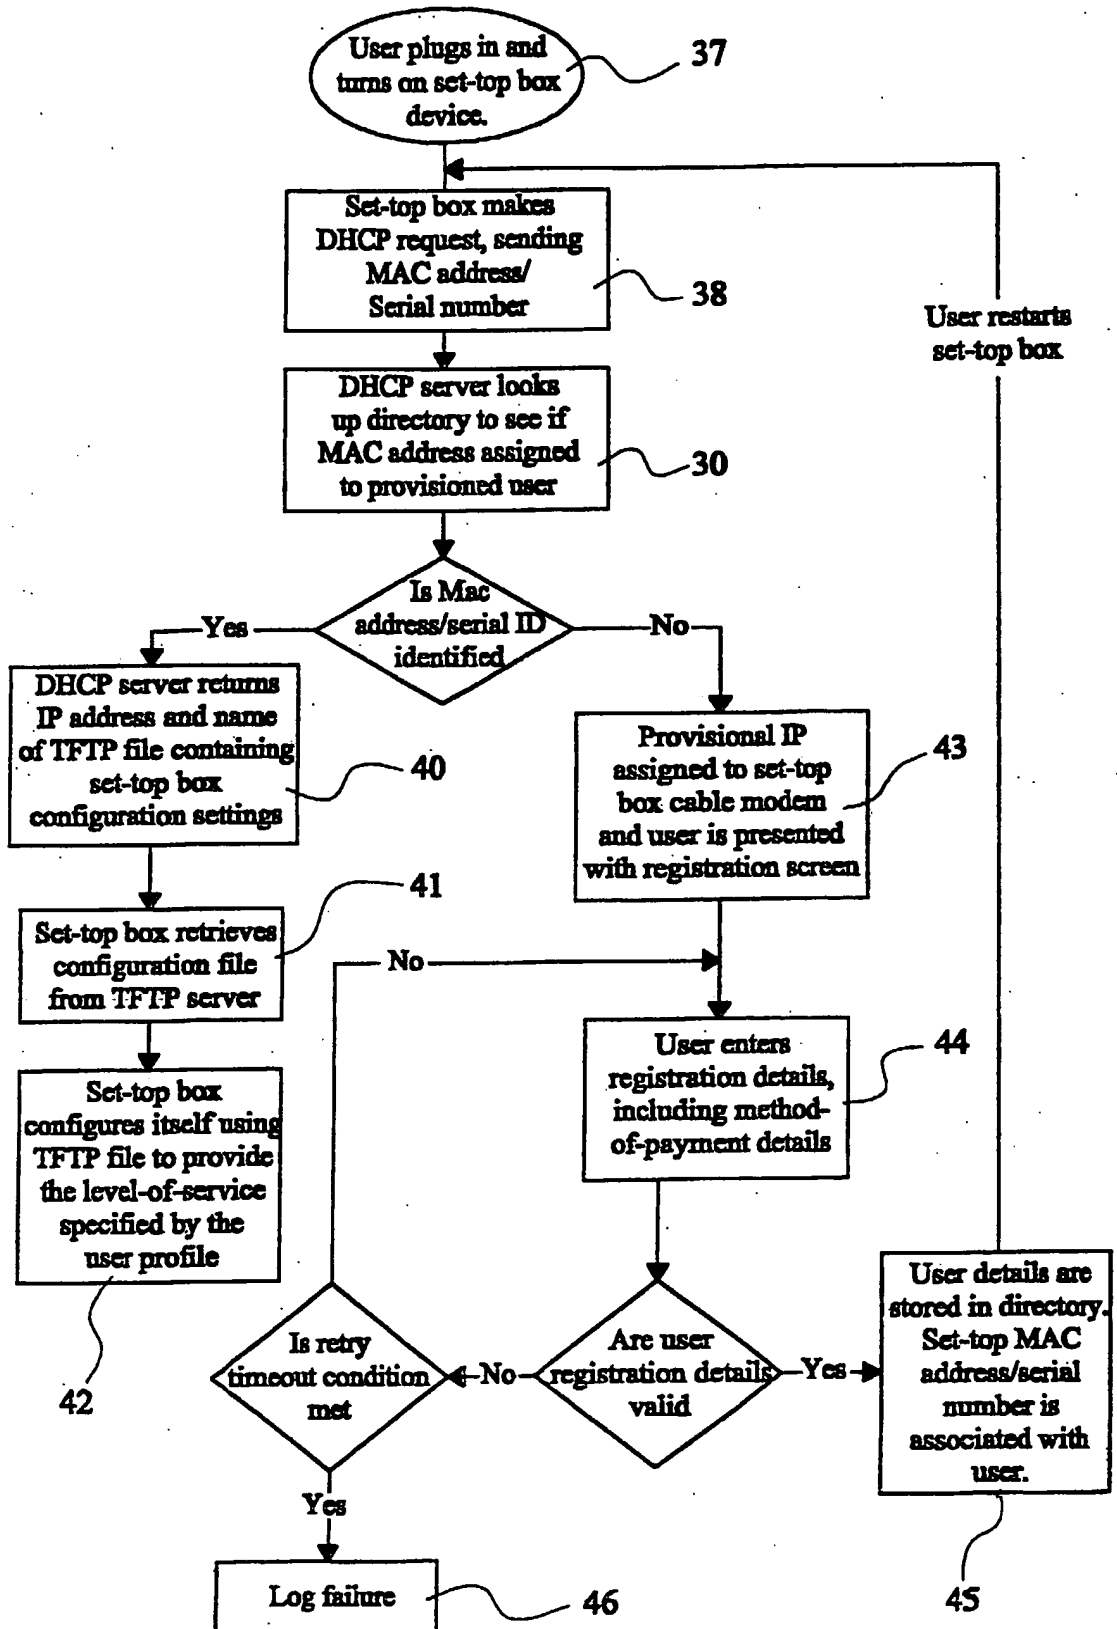 User plugs in and
turns on set-top box
device.
37
Set-top box makes
DHCP request, sending
MAC address/
Serial number
38
User restarts
set-top box
DHCP server looks
up directory to see if
MAC address assigned
to provisioned user
30
Is Mac
address/serial ID
identified
Yes
No
DHCP server returns
IP address and name
of TFTP file containing
set-top box
configuration settings
40
Provisional IP
assigned to set-top
box cable modem
and user is presented
with registration screen
43
41
Set-top box retrieves
configuration file
from TFTP server
No
User enters
registration details,
including method-
of-payment details
44
Set-top box
configures itself using
TFTP file to provide
the level-of-service
specified by the
user profile
42
Is retry
timeout condition
met
No
Are user
registration details
valid
Yes
User details are
stored in directory.
Set-top MAC
address/serial
number is
associated with
user.
45
Yes
Log failure
46